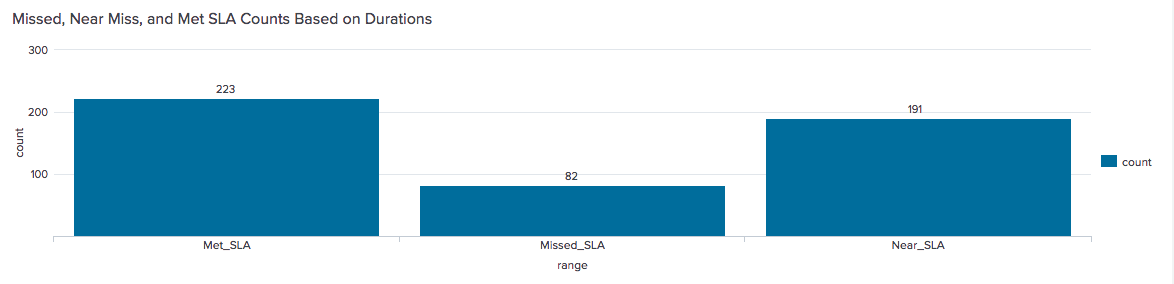 Missed, Near Miss, and Met SLA Counts Based on Durations
300
200
100
count
223
82
191
Met_SLA
Missed_SLA
Near_SLA
range
count